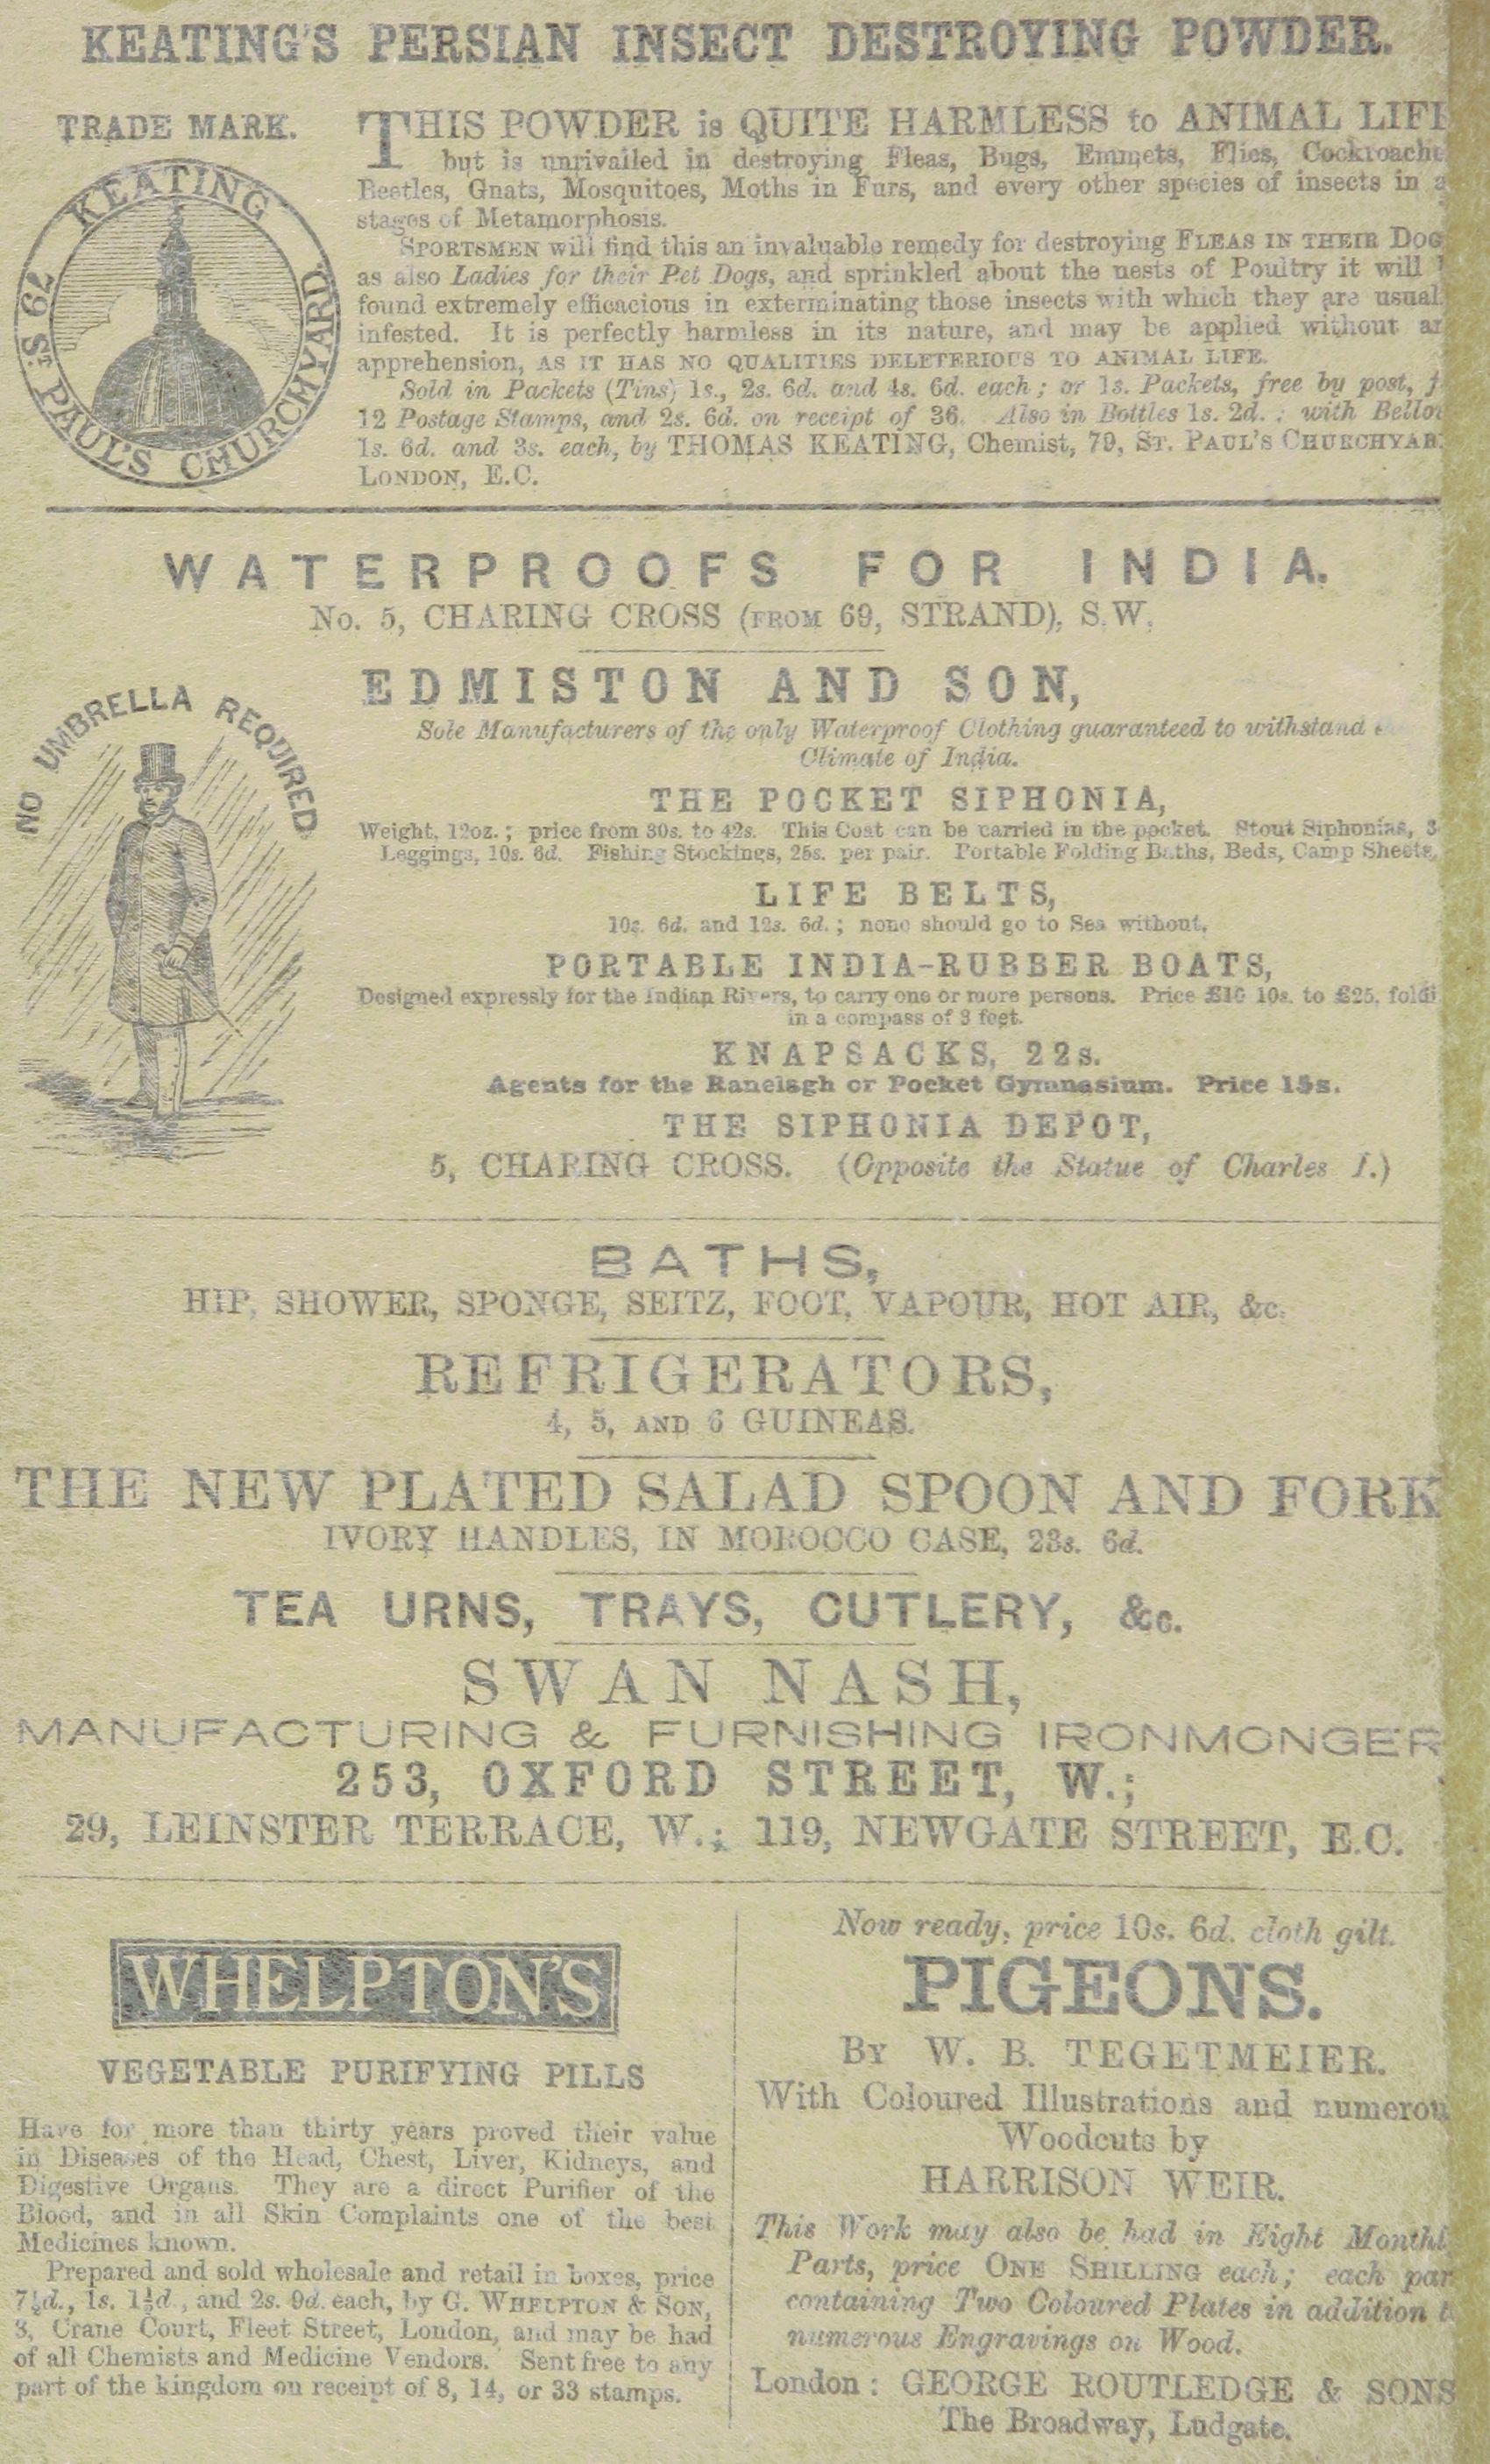 KEATING'S PERSIAN INSECT DESTROYING POWDER.
TRADE MARK.
KEATING
79 St. PAUL'S CHURCHYARD.
THIS POWDER is QUITE HARMLESS to ANIMAL LIFE
but is unrivalled in destroying Fleas, Bugs, Emmets, Flies, Cockroache
Beetles, Gnats, Mosquitoes, Moths in Furs, and every other species of insects in
stages of Metamorphosis.
SPORTSMEN will find this an invaluable remedy for destroying FLEAS IN THEIR DOG
as also Ladies for their Pet Dogs, and sprinkled about the nests of Poultry it will
found extremely efficacious in exterminating those insects with which they are usual
infested. It is perfectly harmless in its nature, and may be applied without
apprehension, AS IT HAS NO QUALITIES DELETERIOUS TO ANIMAL LIFE.
Sold in Packets (Tins) 1s., 2s. 6d. and 4s. 6d. each; or 1s. Packets, free by post,
12 Postage Stamps, and 2s. 6d. on receipt of 36. Also in Bottles 1s. 2d.; with Bello
1s. 6d. and 3s. each, by THOMAS KEATING, Chemist, 79, ST. PAUL'S CHURCHYAR
LONDON, E.C.
WATERPROOFS FOR INDIA.
No. 5, CHARING CROSS (FROM 69, STRAND), S.W.
NO UMBRELLA REQUIRED
EDMISTON AND SON,
Sole Manufacturers of the only Waterproof Clothing guaranteed to withstand
Climate of India.
THE POCKET SIPHONIA,
Weight, 12oz.; price from 30s. to 42s. This Coat can be carried in the pocket. Stout Siphonias, 3
Leggings, 10s. 6d. Fishing Stockings, 25s. per pair. Portable Folding Baths, Beds, Camp Sheets,
LIFE BELTS,
10s. 6d. and 12s. 6d.; none should go to Sea without.
PORTABLE INDIA-RUBBER BOATS,
Designed expressly for the Indian Rivers, to carry one or more persons. Price £10 10s. to £25, foldi
in a compass of 3 feet.
KNAPSACKS, 22s.
Agents for the Ranelagh or Pocket Gymnasium. Price 15s.
THE SIPHONIA DEPOT,
5, CHARING CROSS. (Opposite the Statue of Charles I.)
BATHS,
HIP, SHOWER, SPONGE, SEITZ, FOOT, VAPOUR, HOT AIR, &c.
REFRIGERATORS,
4, 5, AND 6 GUINEAS.
THE NEW PLATED SALAD SPOON AND FORK
IVORY HANDLES, IN MOROCCO CASE, 23s. 6d.
TEA URNS, TRAYS, CUTLERY, &c.
SWAN NASH,
MANUFACTURING & FURNISHING IRONMONGER
253, OXFORD STREET, W.;
29, LEINSTER TERRACE, W.; 119, NEWGATE STREET, E.C.
WHELPTON'S
VEGETABLE PURIFYING PILLS
Have for more than thirty years proved their value
in Diseases of the Head, Chest, Liver, Kidneys, and
Digestive Organs. They are a direct Purifier of the
Blood, and in all Skin Complaints one of the best
Medicines known.
Prepared and sold wholesale and retail in boxes, price
7½d., 1s. 1½d., and 2s. 9d. each, by G. WHELPTON & SON,
3, Crane Court, Fleet Street, London, and may be had
of all Chemists and Medicine Vendors. Sent free to any
part of the kingdom on receipt of 8, 14, or 33 stamps.
Now ready, price 10s. 6d. cloth gilt.
PIGEONS.
BY W. B. TEGETMEIER.
With Coloured Illustrations and numerou
Woodcuts by
HARRISON WEIR.
This Work may also be had in Eight Monthl
Parts, price ONE SHILLING each; each par
containing Two Coloured Plates in addition t
numerous Engravings on Wood.
London: GEORGE ROUTLEDGE & SONS
The Broadway, Ludgate.